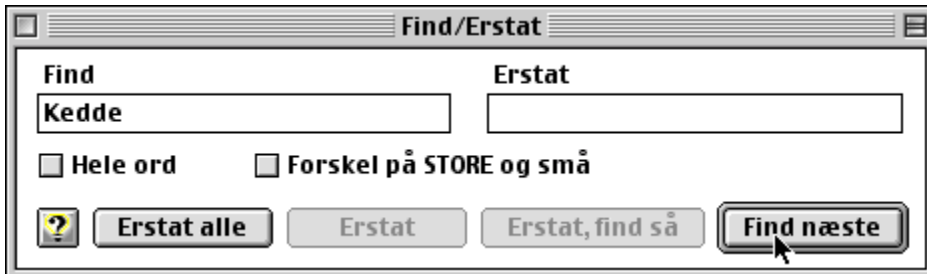 Find/Erstat
Find Erstat
Kedde
Hele ord Forskel på STORE og små
? Erstat alle Erstat Erstat, find så Find næste